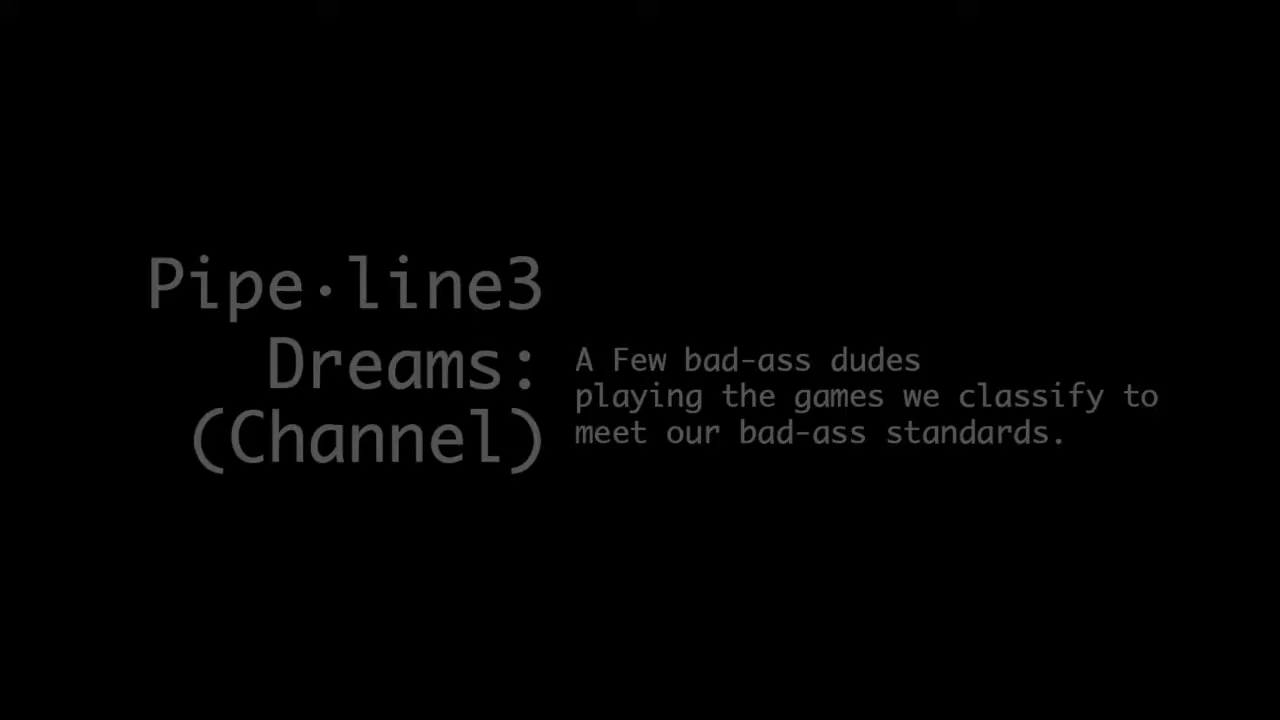 Pipe·line3
Dreams:
(Channel)
A Few bad-ass dudes
playing the games we classify to
meet our bad-ass standards.